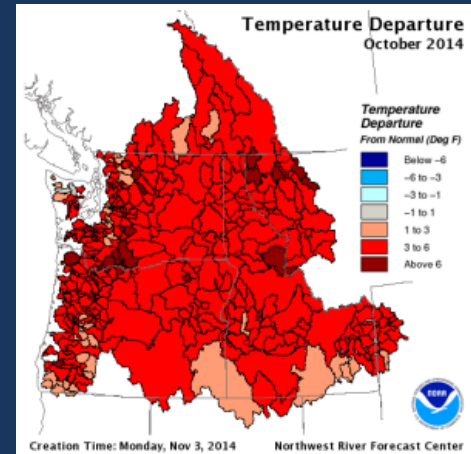 Temperature Departure
October 2014
Temperature
Departure
From Normal (Deg F)
Below -6
-6 to -3
-3 to -1
-1 to 1
1 to 3
3 to 6
Above 6
noaa
Creation Time: Monday, Nov 3, 2014 Northwest River Forecast Center